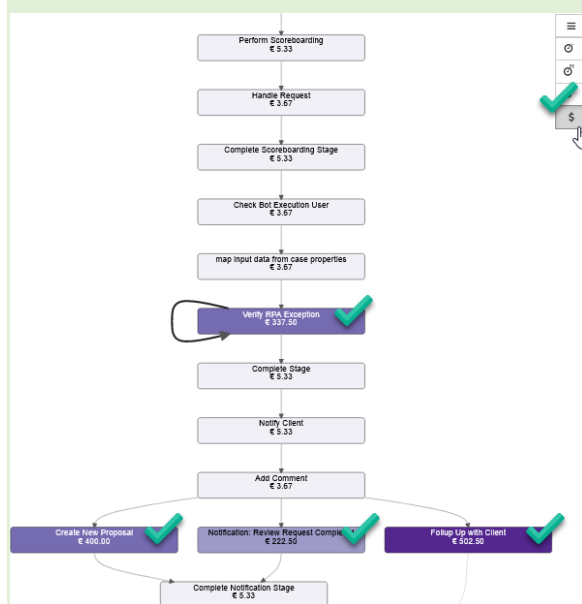 Perform Scoreboarding
€ 5.33
Handle Request
€ 3.67
Complete Scoreboarding Stage
€ 5.33
Check Bot Execution User
€ 3.67
map input data from case properties
€ 3.67
Verify RPA Exception
€ 337.50
Complete Stage
€ 5.33
Notify Client
€ 5.33
Add Comment
€ 3.67
Create New Proposal
€ 400.00
Notification: Review Request
€ 222.50
Follup Up with Client
€ 502.50
Complete Notification Stage
€ 5.33
$